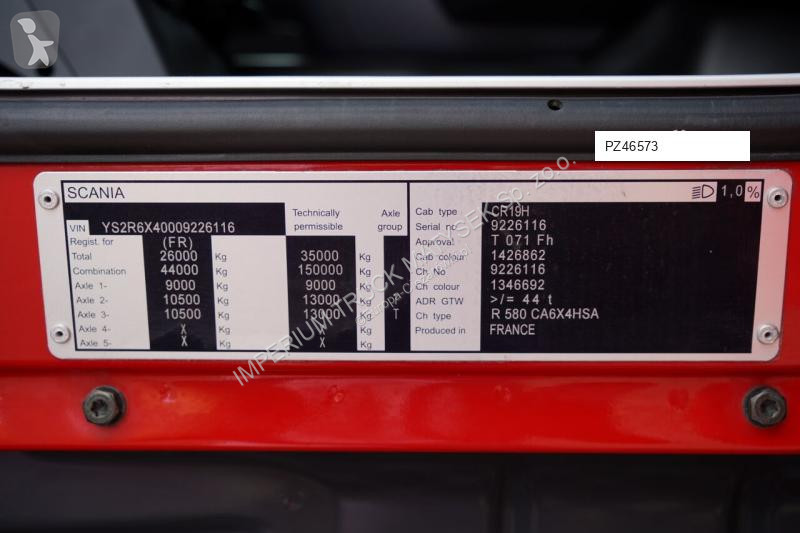 PZ46573
SCANIA
1,0%
VIN YS2R6X40009226116 Technically permissible Axle group
Regist. for (FR)
Total 26000 Kg 35000 Kg
Combination 44000 Kg 150000 Kg
Axle 1- 9000 Kg 9000 Kg
Axle 2- 10500 Kg 13000 Kg
Axle 3- 10500 Kg 13000 Kg T
Axle 4- X Kg X Kg
Axle 5- X Kg X Kg
Cab type CR19H
Serial nr 9226116
Approval T 071 Fh
Cab colour 1426862
Ch No 9226116
Ch colour 1346692
ADR GTW >/= 44 t
Ch type R 580 CA6X4HSA
Produced in FRANCE
IMPERIUM TRUCK MATYSEK Sp. zo.o.